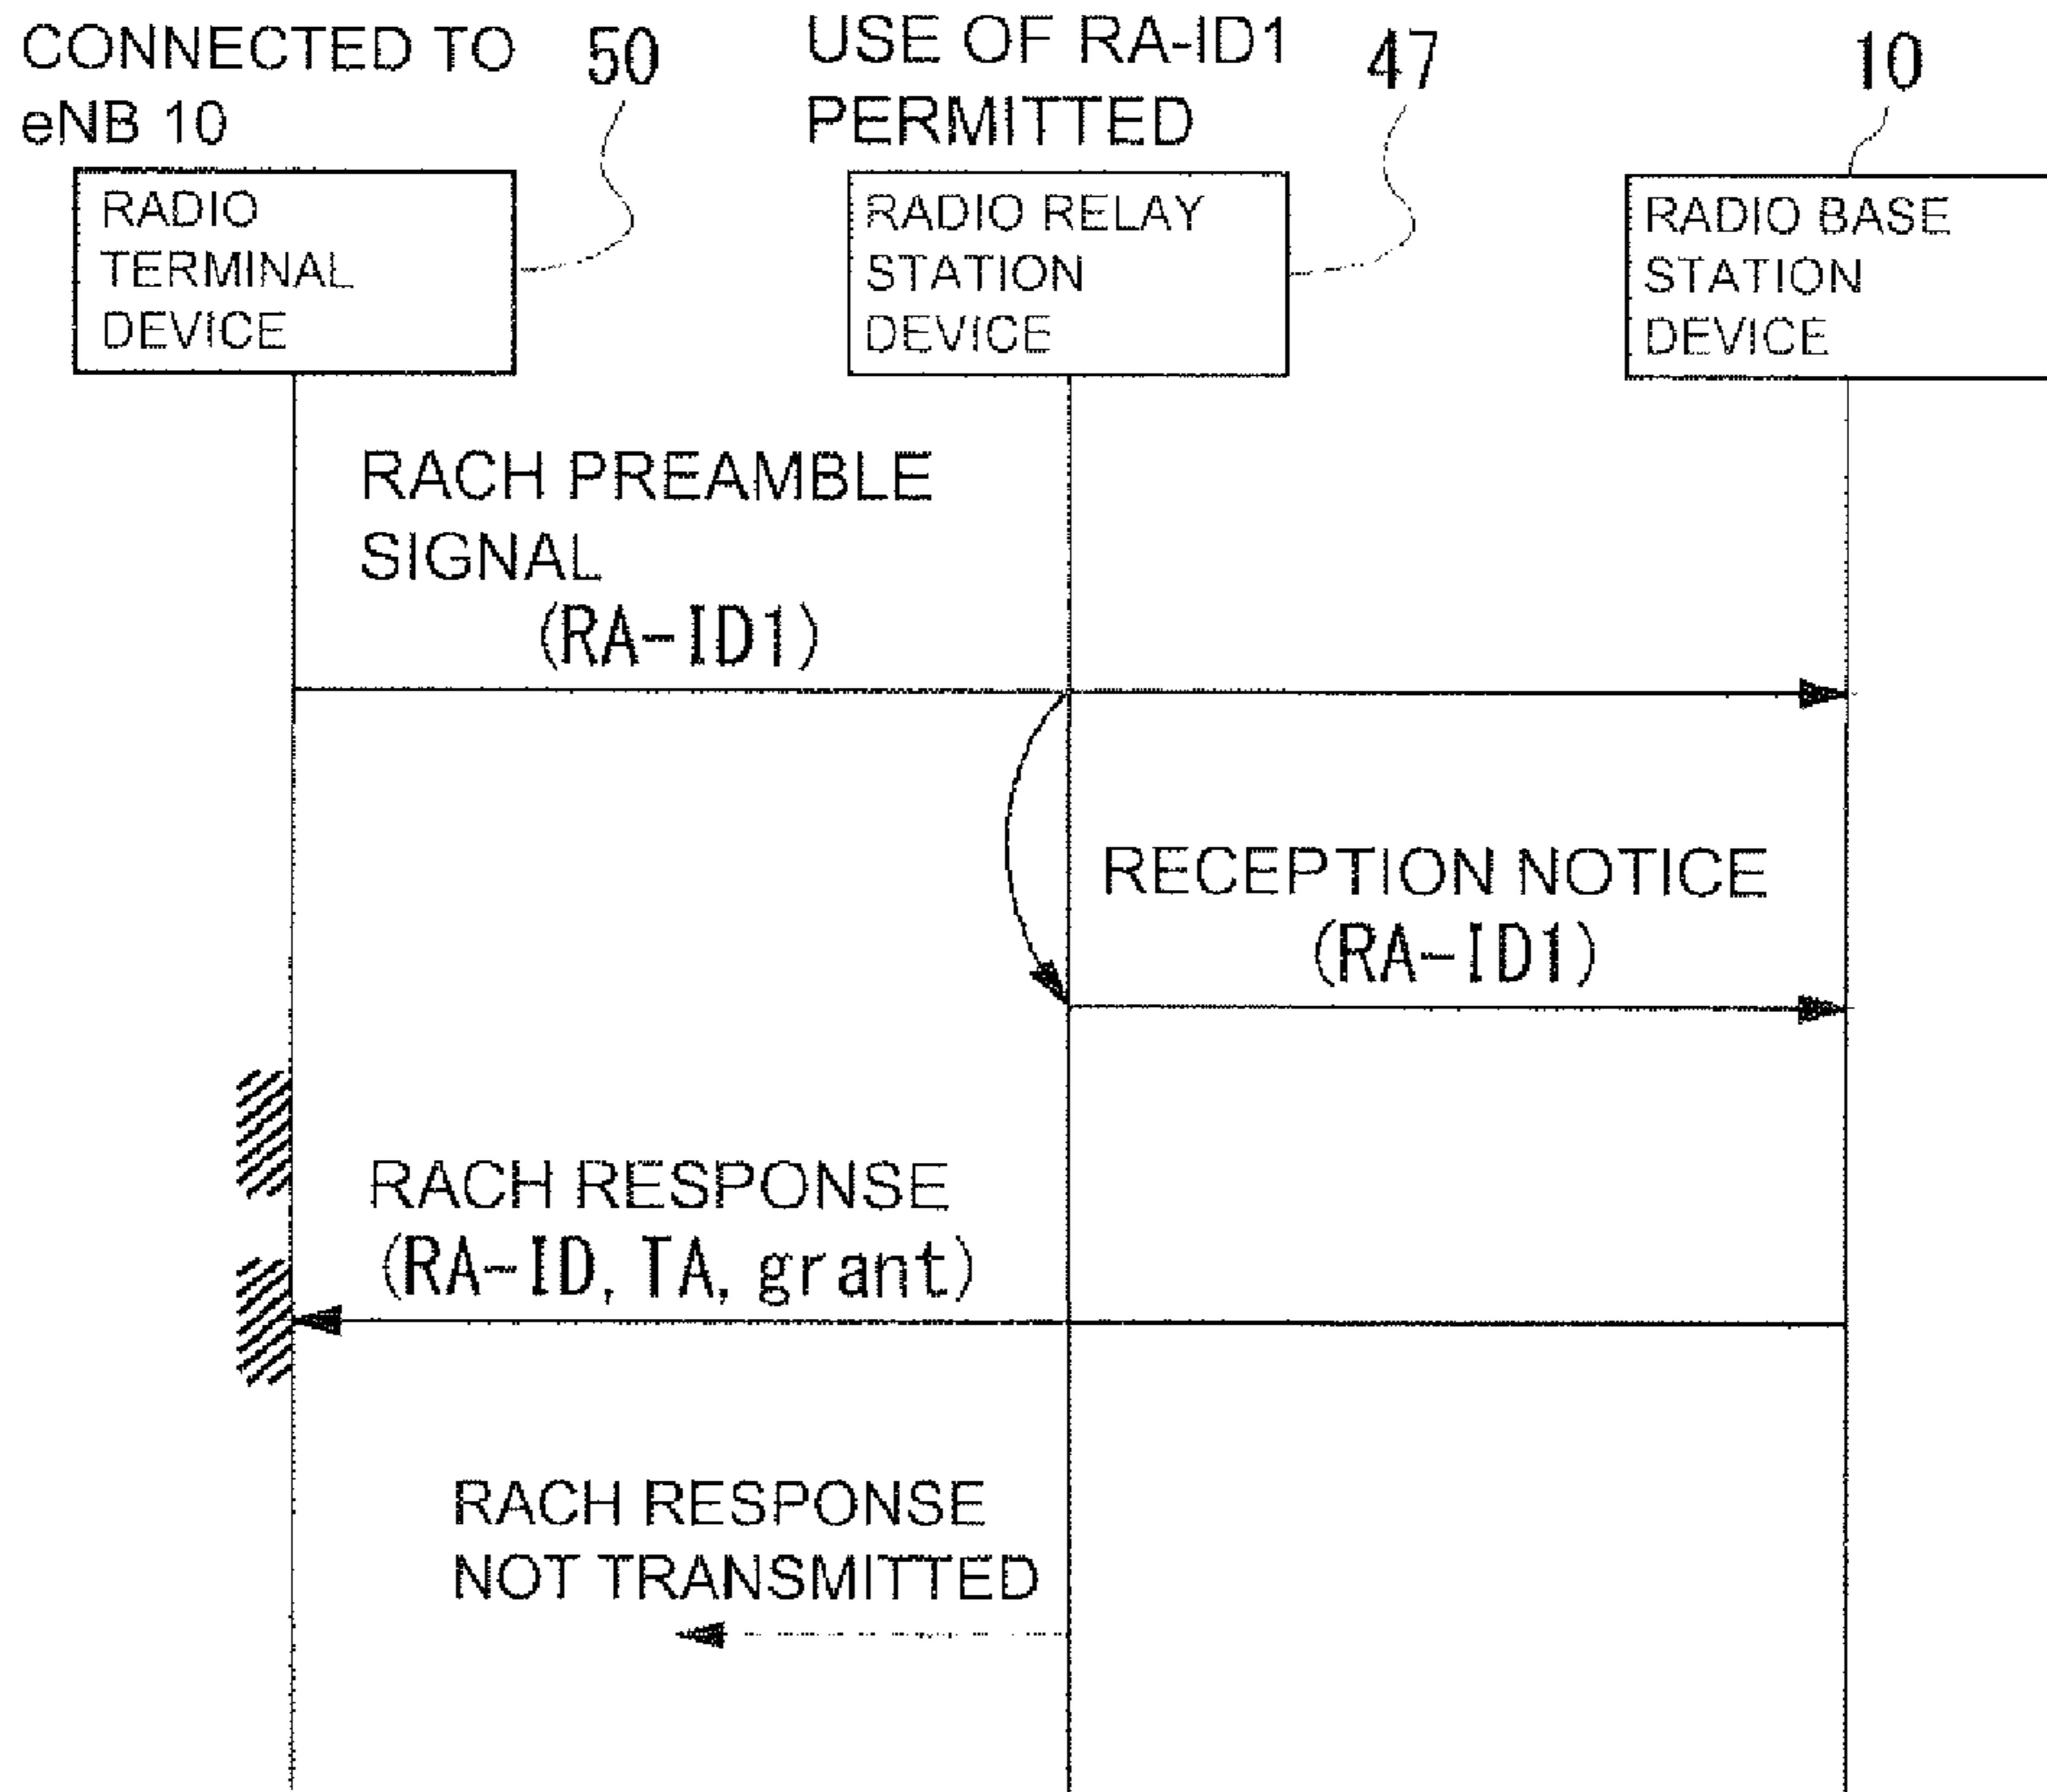 CONNECTED TO
eNB 10
50
USE OF RA-ID1
PERMITTED
47
10
RADIO
TERMINAL
DEVICE
RADIO RELAY
STATION
DEVICE
RADIO BASE
STATION
DEVICE
RACH PREAMBLE
SIGNAL
(RA-ID1)
RECEPTION NOTICE
(RA-ID1)
RACH RESPONSE
(RA-ID, TA, grant)
RACH RESPONSE
NOT TRANSMITTED